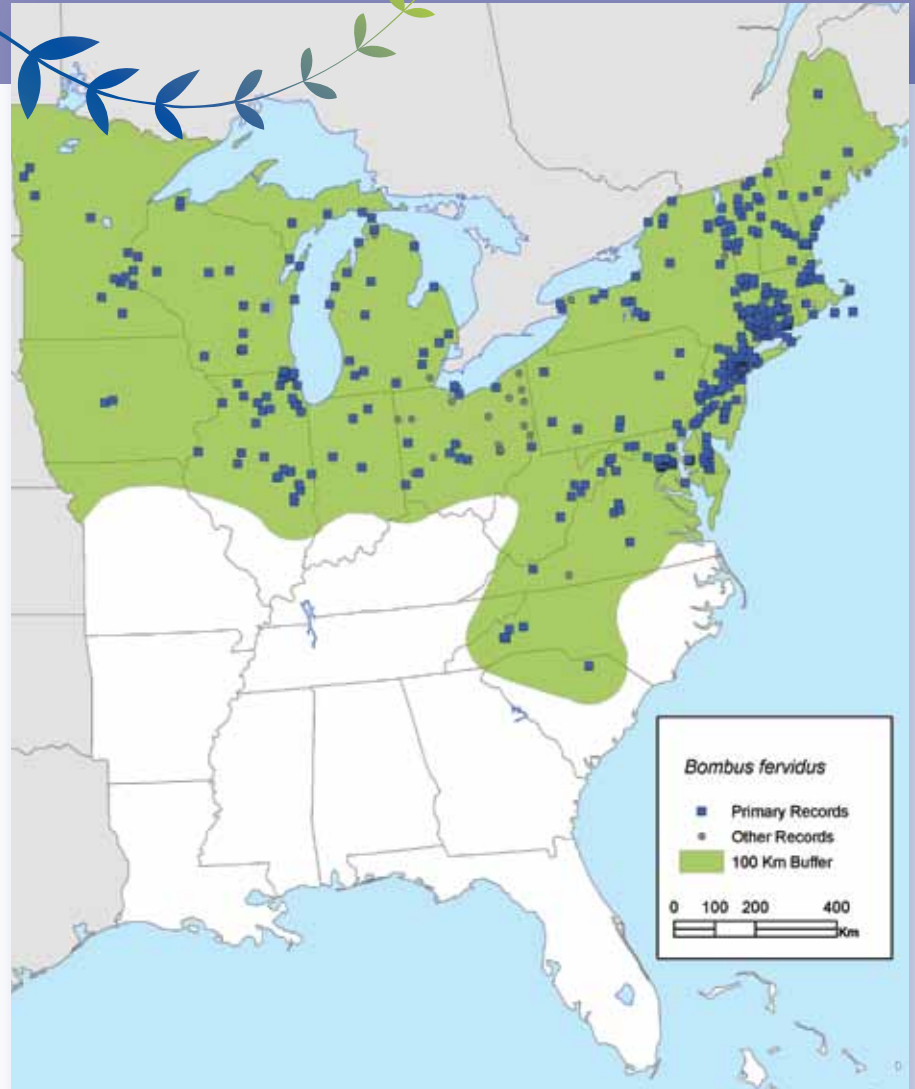 Bombus fervidus
Primary Records
Other Records
100 Km Buffer
0 100 200 400
Km